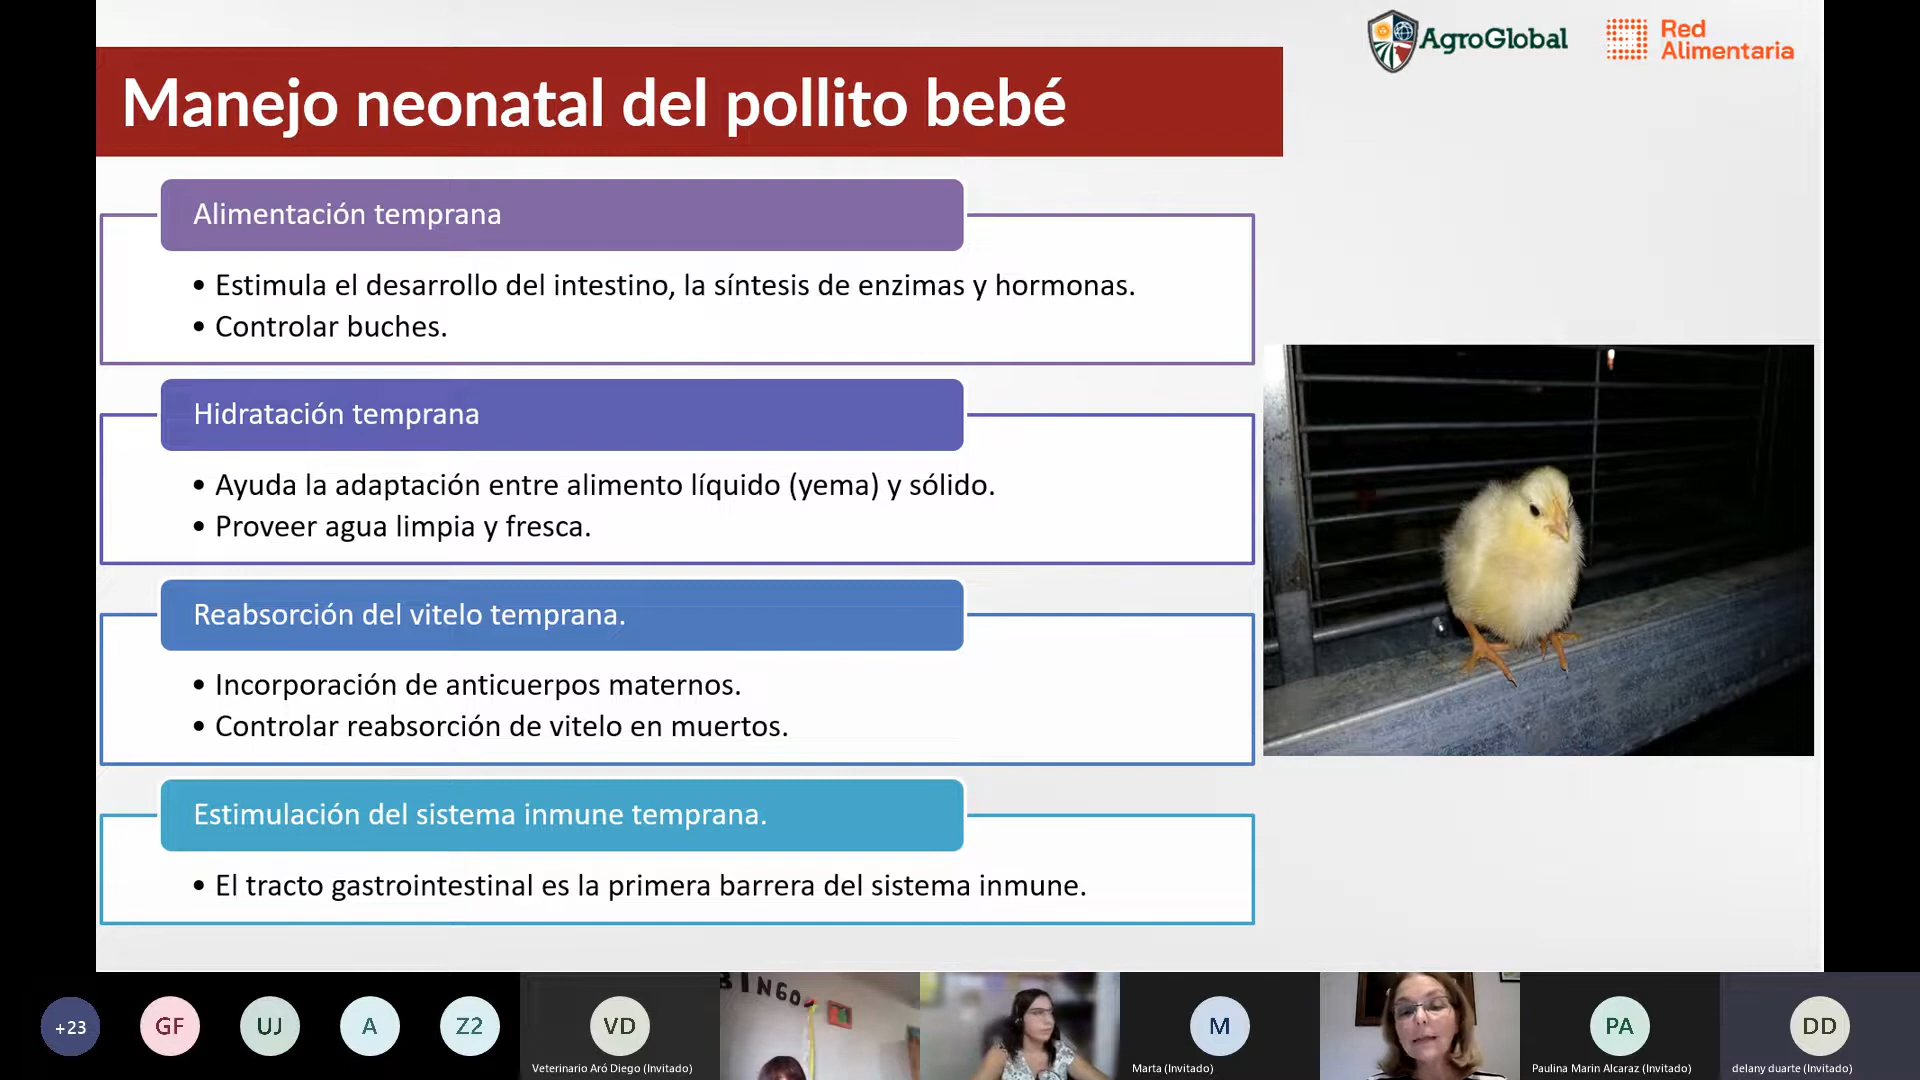 AgroGlobal
Red
Alimentaria
Manejo neonatal del pollito bebé
Alimentación temprana
• Estimula el desarrollo del intestino, la síntesis de enzimas y hormonas.
• Controlar buches.
Hidratación temprana
• Ayuda la adaptación entre alimento líquido (yema) y sólido.
• Proveer agua limpia y fresca.
Reabsorción del vitelo temprana.
• Incorporación de anticuerpos maternos.
• Controlar reabsorción de vitelo en muertos.
Estimulación del sistema inmune temprana.
• El tracto gastrointestinal es la primera barrera del sistema inmune.
+23
GF
UJ
A
Z2
VD
Veterinario Aró Diego (Invitado)
BINGO
M
Marta (Invitado)
PA
Paulina Marin Alcaraz (Invitado)
DD
delany duarte (Invitado)